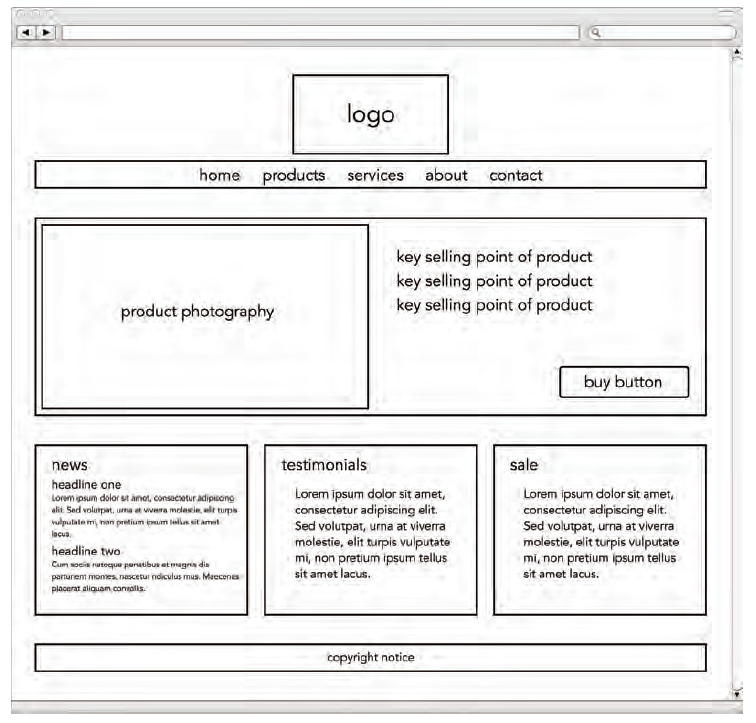 logo
home products services about contact
product photography
key selling point of product
key selling point of product
key selling point of product
buy button
news
headline one
Lorem ipsum dolor sit amet, consectetur adipiscing
elit. Sed volutpat, urna at viverra molestie, elit turpis
vulputate mi, non pretium ipsum tellus sit amet
lacus.
headline two
Cum sociis natoque penatibus et magnis dis
parturient montes, nascetur ridiculus mus. Maecenas
placerat aliquam convallis.
testimonials
Lorem ipsum dolor sit amet,
consectetur adipiscing elit.
Sed volutpat, urna at viverra
molestie, elit turpis vulputate
mi, non pretium ipsum tellus
sit amet lacus.
sale
Lorem ipsum dolor sit amet,
consectetur adipiscing elit.
Sed volutpat, urna at viverra
molestie, elit turpis vulputate
mi, non pretium ipsum tellus
sit amet lacus.
copyright notice